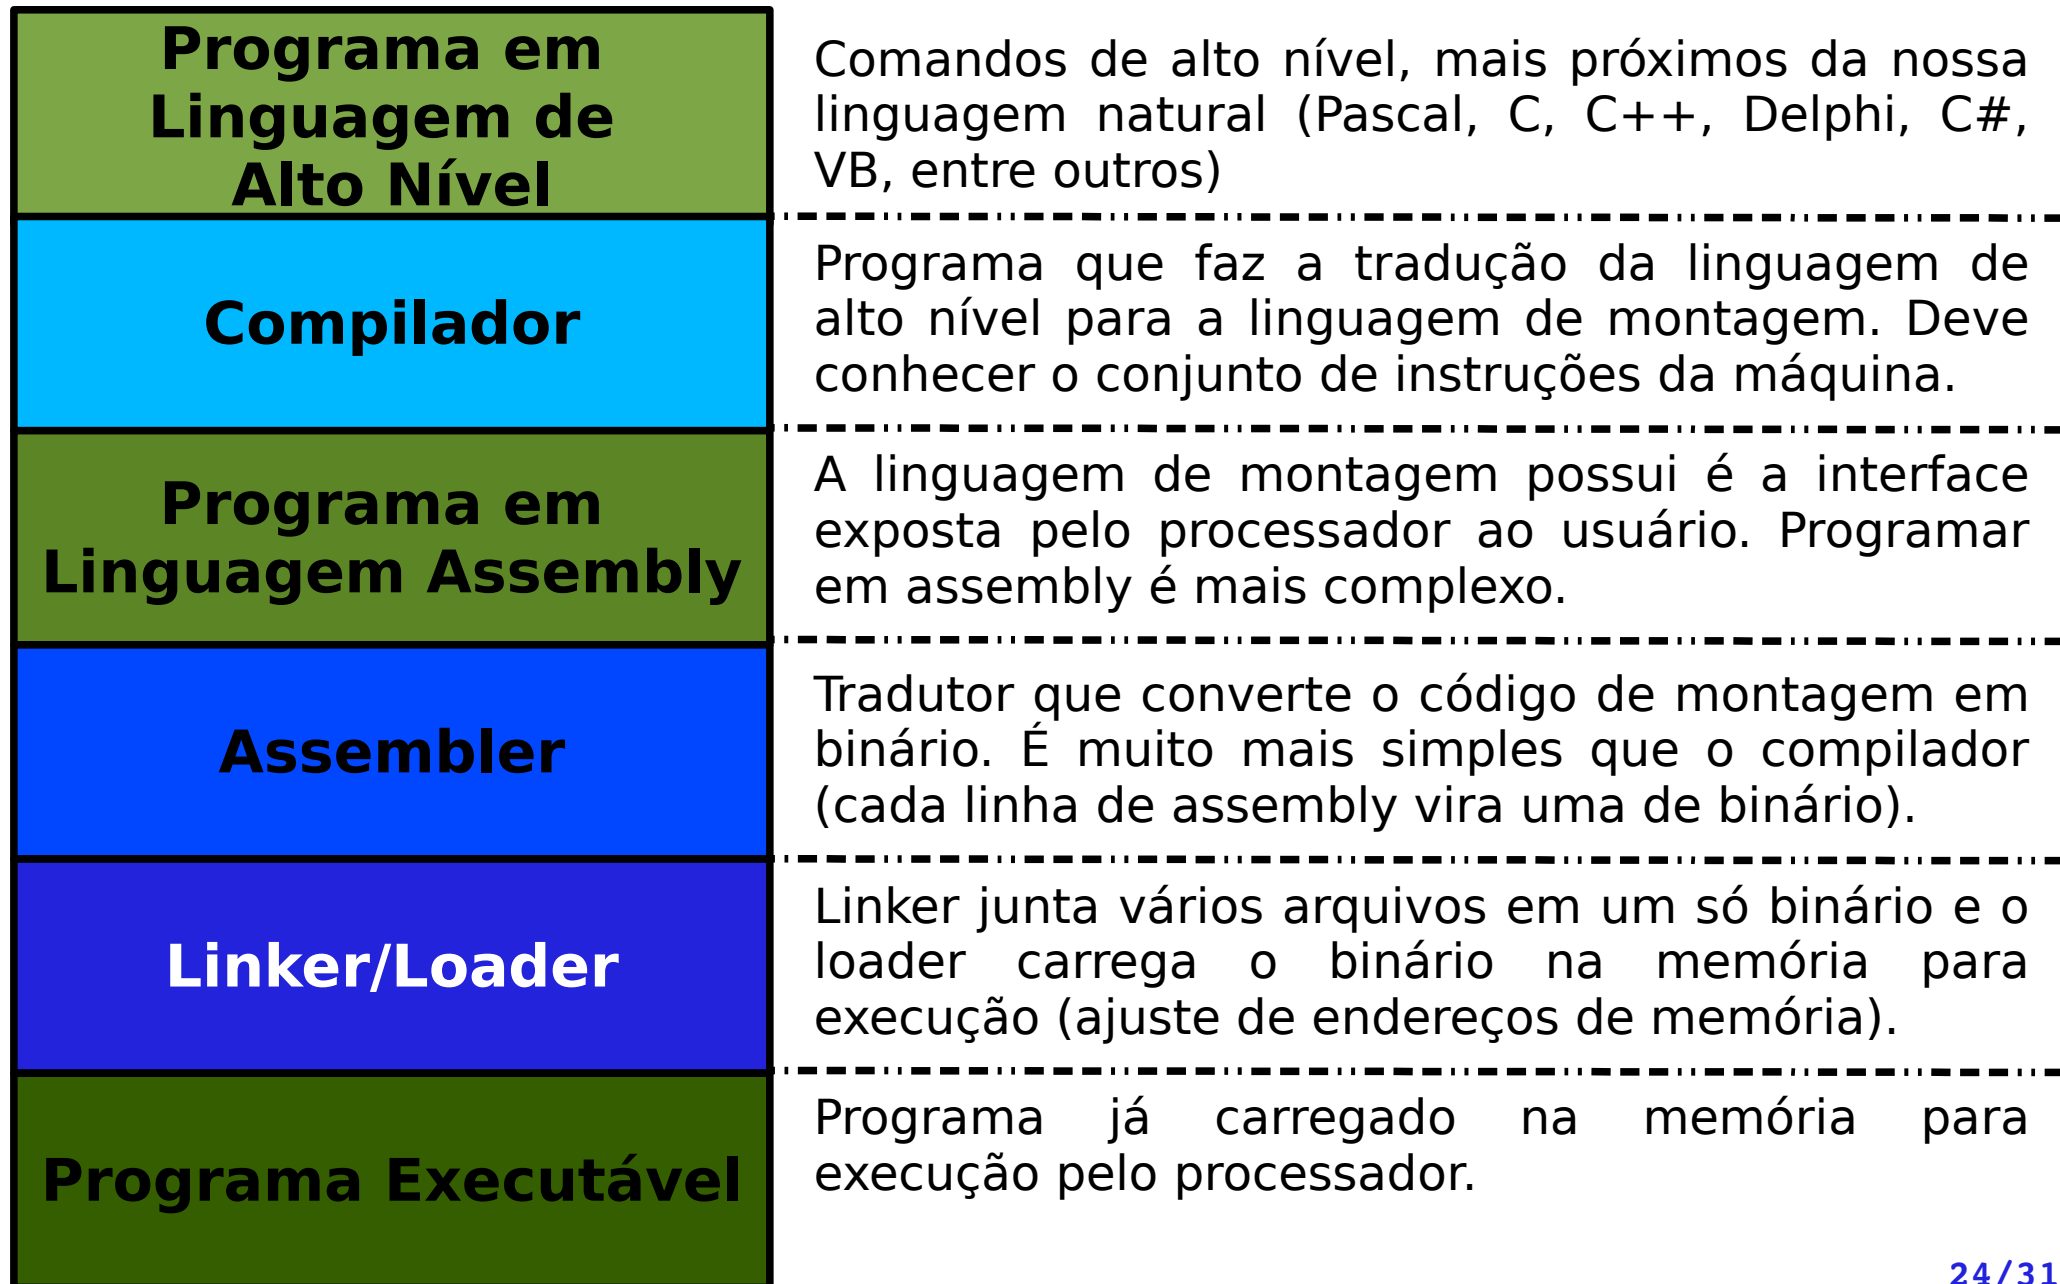 Programa em
Linguagem de
Alto Nível
Comandos de alto nível, mais próximos da nossa
linguagem natural (Pascal, C, C++, Delphi, C#,
VB, entre outros)
Compilador
Programa que faz a tradução da linguagem de
alto nível para a linguagem de montagem. Deve
conhecer o conjunto de instruções da máquina.
Programa em
Linguagem Assembly
A linguagem de montagem possui é a interface
exposta pelo processador ao usuário. Programar
em assembly é mais complexo.
Assembler
Tradutor que converte o código de montagem em
binário. É muito mais simples que o compilador
(cada linha de assembly vira uma de binário).
Linker/Loader
Linker junta vários arquivos em um só binário e o
loader carrega o binário na memória para
execução (ajuste de endereços de memória).
Programa Executável
Programa já carregado na memória para
execução pelo processador.
24/31